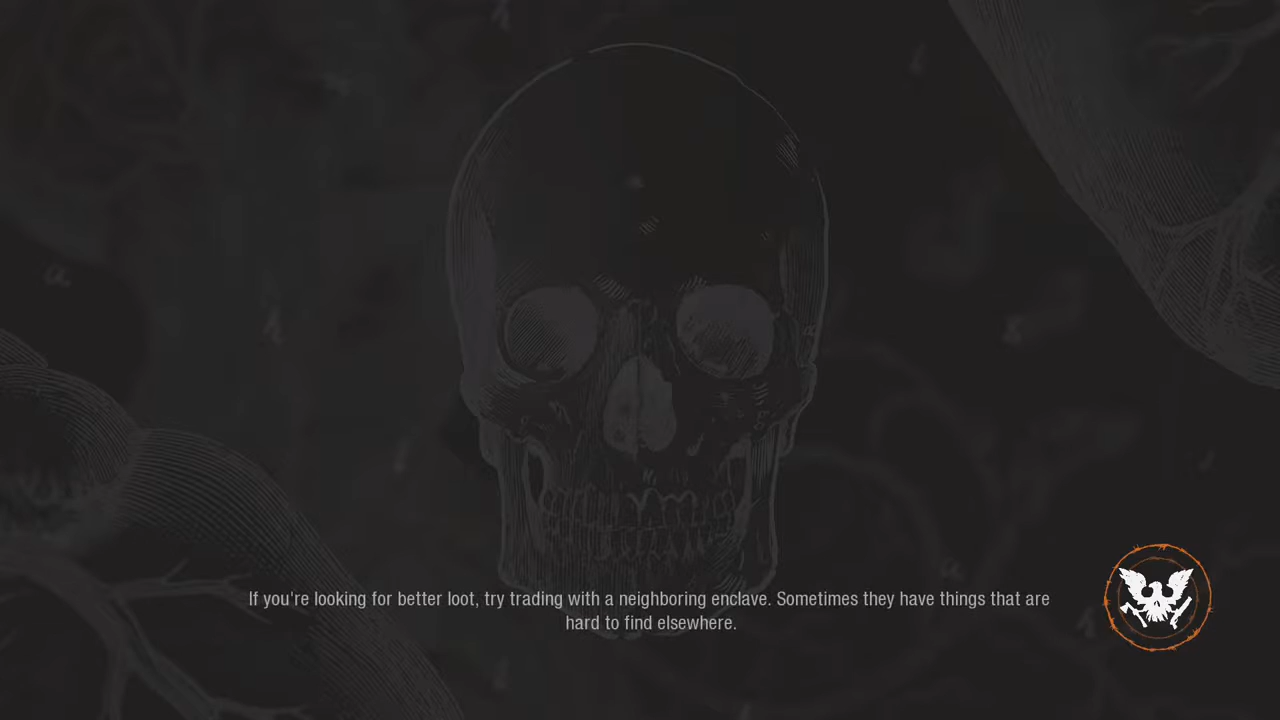 If you're looking for better loot, try trading with a neighboring enclave. Sometimes they have things that are
hard to find elsewhere.